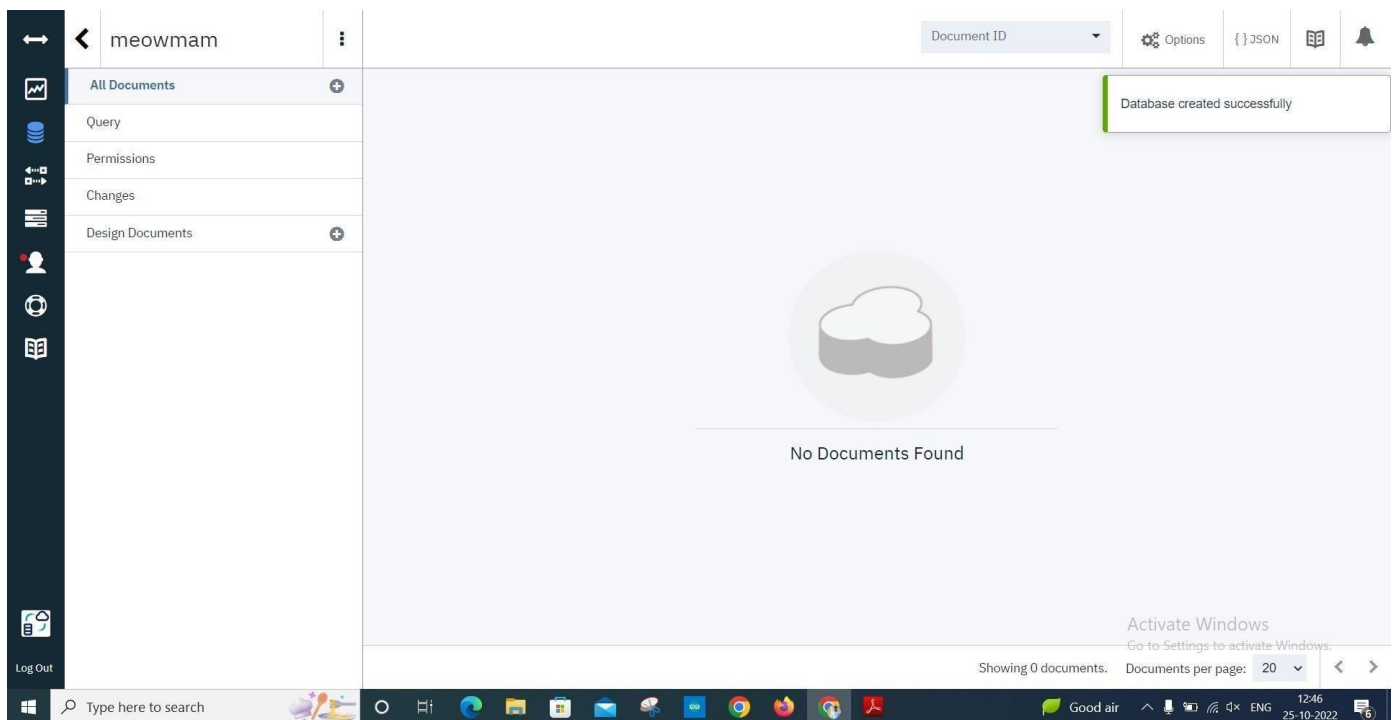 meowmam
Document ID
Options
{ } JSON
All Documents
Database created successfully
Query
Permissions
Changes
Design Documents
No Documents Found
Activate Windows
Go to Settings to activate Windows.
Log Out
Showing 0 documents.
Documents per page: 20
Type here to search
Good air
ENG
12:46
25-10-2022
6